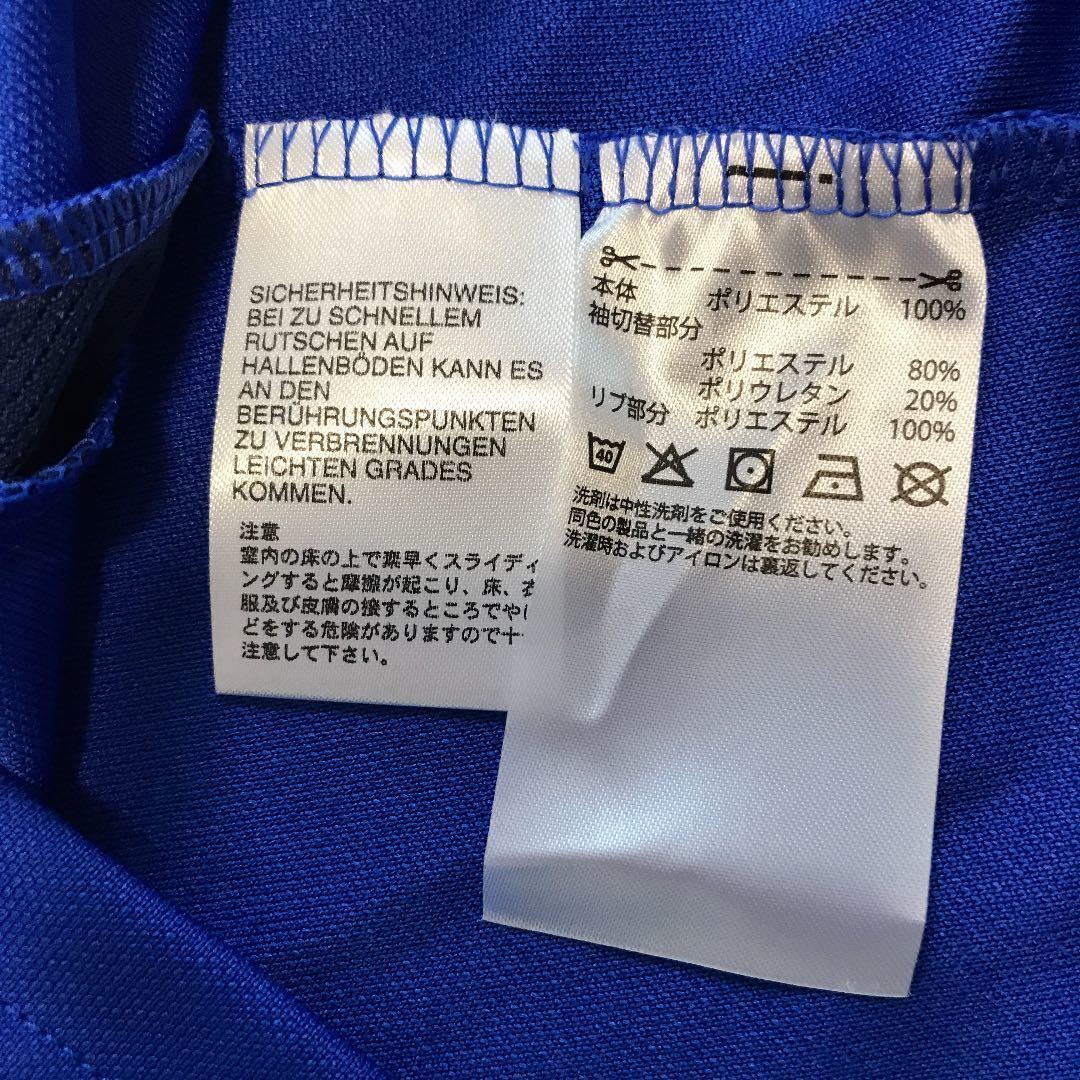 SICHERHEITSHINWEIS:
BEI ZU SCHNELLEM
RUTSCHEN AUF
HALLENBÖDEN KANN ES
AN DEN
BERÜHRUNGSPUNKTEN
ZU VERBRENNUNGEN
LEICHTEN GRADES
KOMMEN.
注意
室内の床の上で素早くスライディ
ングすると摩擦が起こり、床、衣
服及び皮膚の接するところでやけ
どをする危険がありますので十
注意して下さい。
本体 ポリエステル 100%
袖切替部分
ポリエステル 80%
ポリウレタン 20%
リブ部分 ポリエステル 100%
40
洗剤は中性洗剤をご使用ください。
同色の製品と一緒の洗濯をお勧めします。
洗濯時およびアイロンは裏返してください。